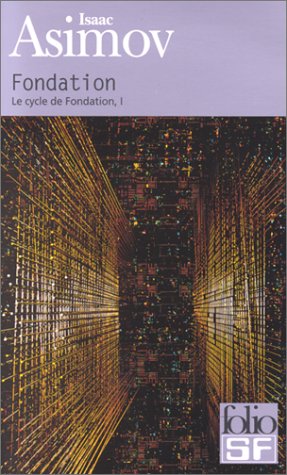 Isaac
Asimov
Fondation
Le cycle de Fondation, I
folio
SF